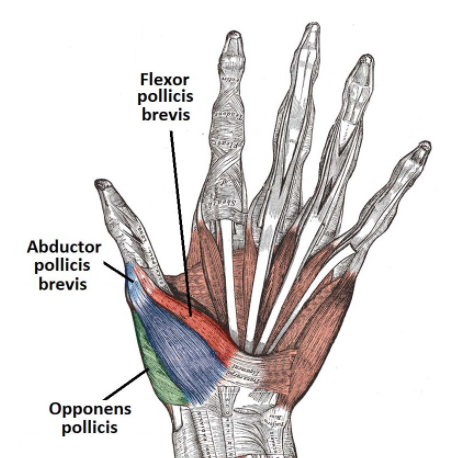 Flexor
pollicis
brevis
Abductor
pollicis
brevis
Opponens
pollicis